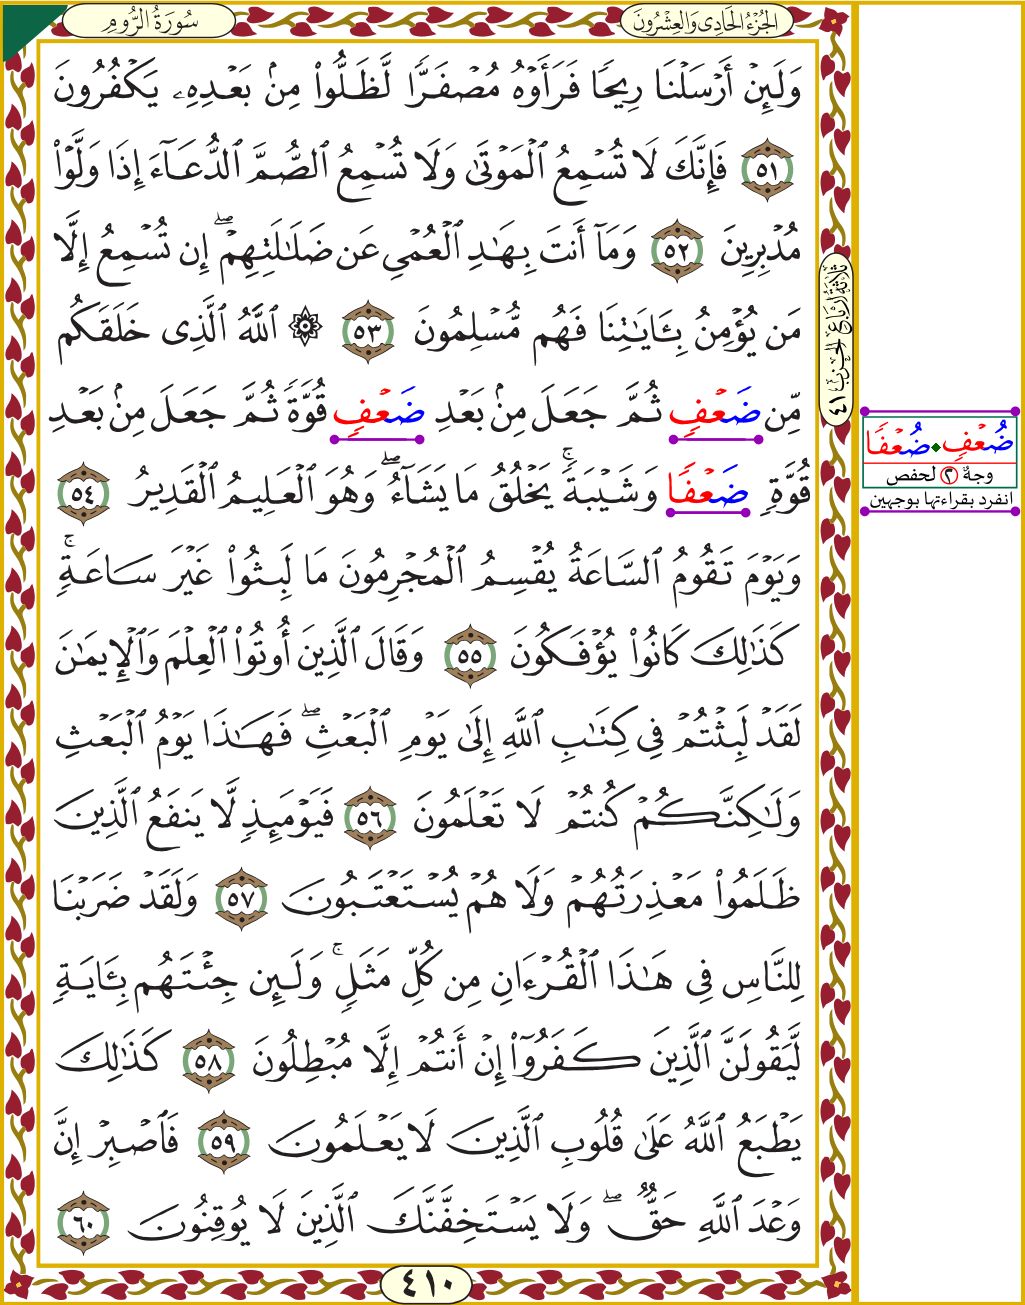 الجُزْءُ الحَادِى وَالعِشْرُونَ
سُورَةُ الرُّومِ
وَلَئِنۡ أَرۡسَلۡنَا رِيحٗا فَرَأَوۡهُ مُصۡفَرّٗا لَّظَلُّواْ مِنۢ بَعۡدِهِۦ يَكۡفُرُونَ
٥١ فَإِنَّكَ لَا تُسۡمِعُ ٱلۡمَوۡتَىٰ وَلَا تُسۡمِعُ ٱلصُّمَّ ٱلدُّعَآءَ إِذَا وَلَّوۡاْ
مُدۡبِرِينَ ٥٢ وَمَآ أَنتَ بِهَٰدِ ٱلۡعُمۡيِ عَن ضَلَٰلَتِهِمۡۖ إِن تُسۡمِعُ إِلَّا
مَن يُؤۡمِنُ بِـَٔايَٰتِنَا فَهُم مُّسۡلِمُونَ ٥٣ ۞ ٱللَّهُ ٱلَّذِى خَلَقَكُم
مِّن ضَعۡفٖ ثُمَّ جَعَلَ مِنۢ بَعۡدِ ضَعۡفٖ قُوَّةٗ ثُمَّ جَعَلَ مِنۢ بَعۡدِ
قُوَّةٖ ضَعۡفٗا وَشَيۡبَةٗۚ يَخۡلُقُ مَا يَشَآءُۖ وَهُوَ ٱلۡعَلِيمُ ٱلۡقَدِيرُ ٥٤
وَيَوۡمَ تَقُومُ ٱلسَّاعَةُ يُقۡسِمُ ٱلۡمُجۡرِمُونَ مَا لَبِثُواْ غَيۡرَ سَاعَةٖۚ
كَذَٰلِكَ كَانُواْ يُؤۡفَكُونَ ٥٥ وَقَالَ ٱلَّذِينَ أُوتُواْ ٱلۡعِلۡمَ وَٱلۡإِيمَٰنَ
لَقَدۡ لَبِثۡتُمۡ فِي كِتَٰبِ ٱللَّهِ إِلَىٰ يَوۡمِ ٱلۡبَعۡثِۖ فَهَٰذَا يَوۡمُ ٱلۡبَعۡثِ
وَلَٰكِنَّكُمۡ كُنتُمۡ لَا تَعۡلَمُونَ ٥٦ فَيَوۡمَئِذٖ لَّا يَنفَعُ ٱلَّذِينَ
ظَلَمُواْ مَعۡذِرَتُهُمۡ وَلَا هُمۡ يُسۡتَعۡتَبُونَ ٥٧ وَلَقَدۡ ضَرَبۡنَا
لِلنَّاسِ فِي هَٰذَا ٱلۡقُرۡءَانِ مِن كُلِّ مَثَلٖۚ وَلَئِن جِئۡتَهُم بِـَٔايَةٖ
لَّيَقُولَنَّ ٱلَّذِينَ كَفَرُوٓاْ إِنۡ أَنتُمۡ إِلَّا مُبۡطِلُونَ ٥٨ كَذَٰلِكَ
يَطۡبَعُ ٱللَّهُ عَلَىٰ قُلُوبِ ٱلَّذِينَ لَا يَعۡلَمُونَ ٥٩ فَٱصۡبِرۡ إِنَّ
وَعۡدَ ٱللَّهِ حَقّٞۖ وَلَا يَسۡتَخِفَّنَّكَ ٱلَّذِينَ لَا يُوقِنُونَ ٦٠
٤١٠
ثَلَاثَةُ أَرْبَاعِ الحِزْبِ ٤١
ضُعۡفٖ ◆ ضُعۡفٗا
وجهٌ ٢ لحفص
انفرد بقراءتها بوجهين